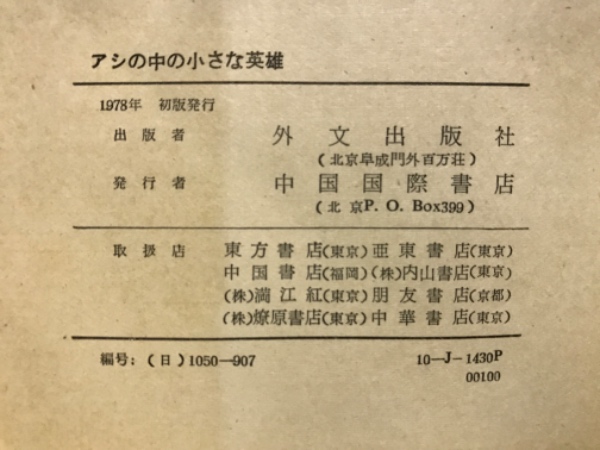 アシの中の小さな英雄
1978年 初版発行
出版者 外文出版社
(北京阜成門外百万荘)
発行者 中国国際書店
(北京P. O. Box399)
取扱店 東方書店(東京) 亜東書店(東京)
中国書店(福岡) (株)内山書店(東京)
(株)満江紅(東京) 朋友書店(京都)
(株)燎原書店(東京) 中華書店(東京)
編号: (日) 1050—907 10—J—1430P
00100